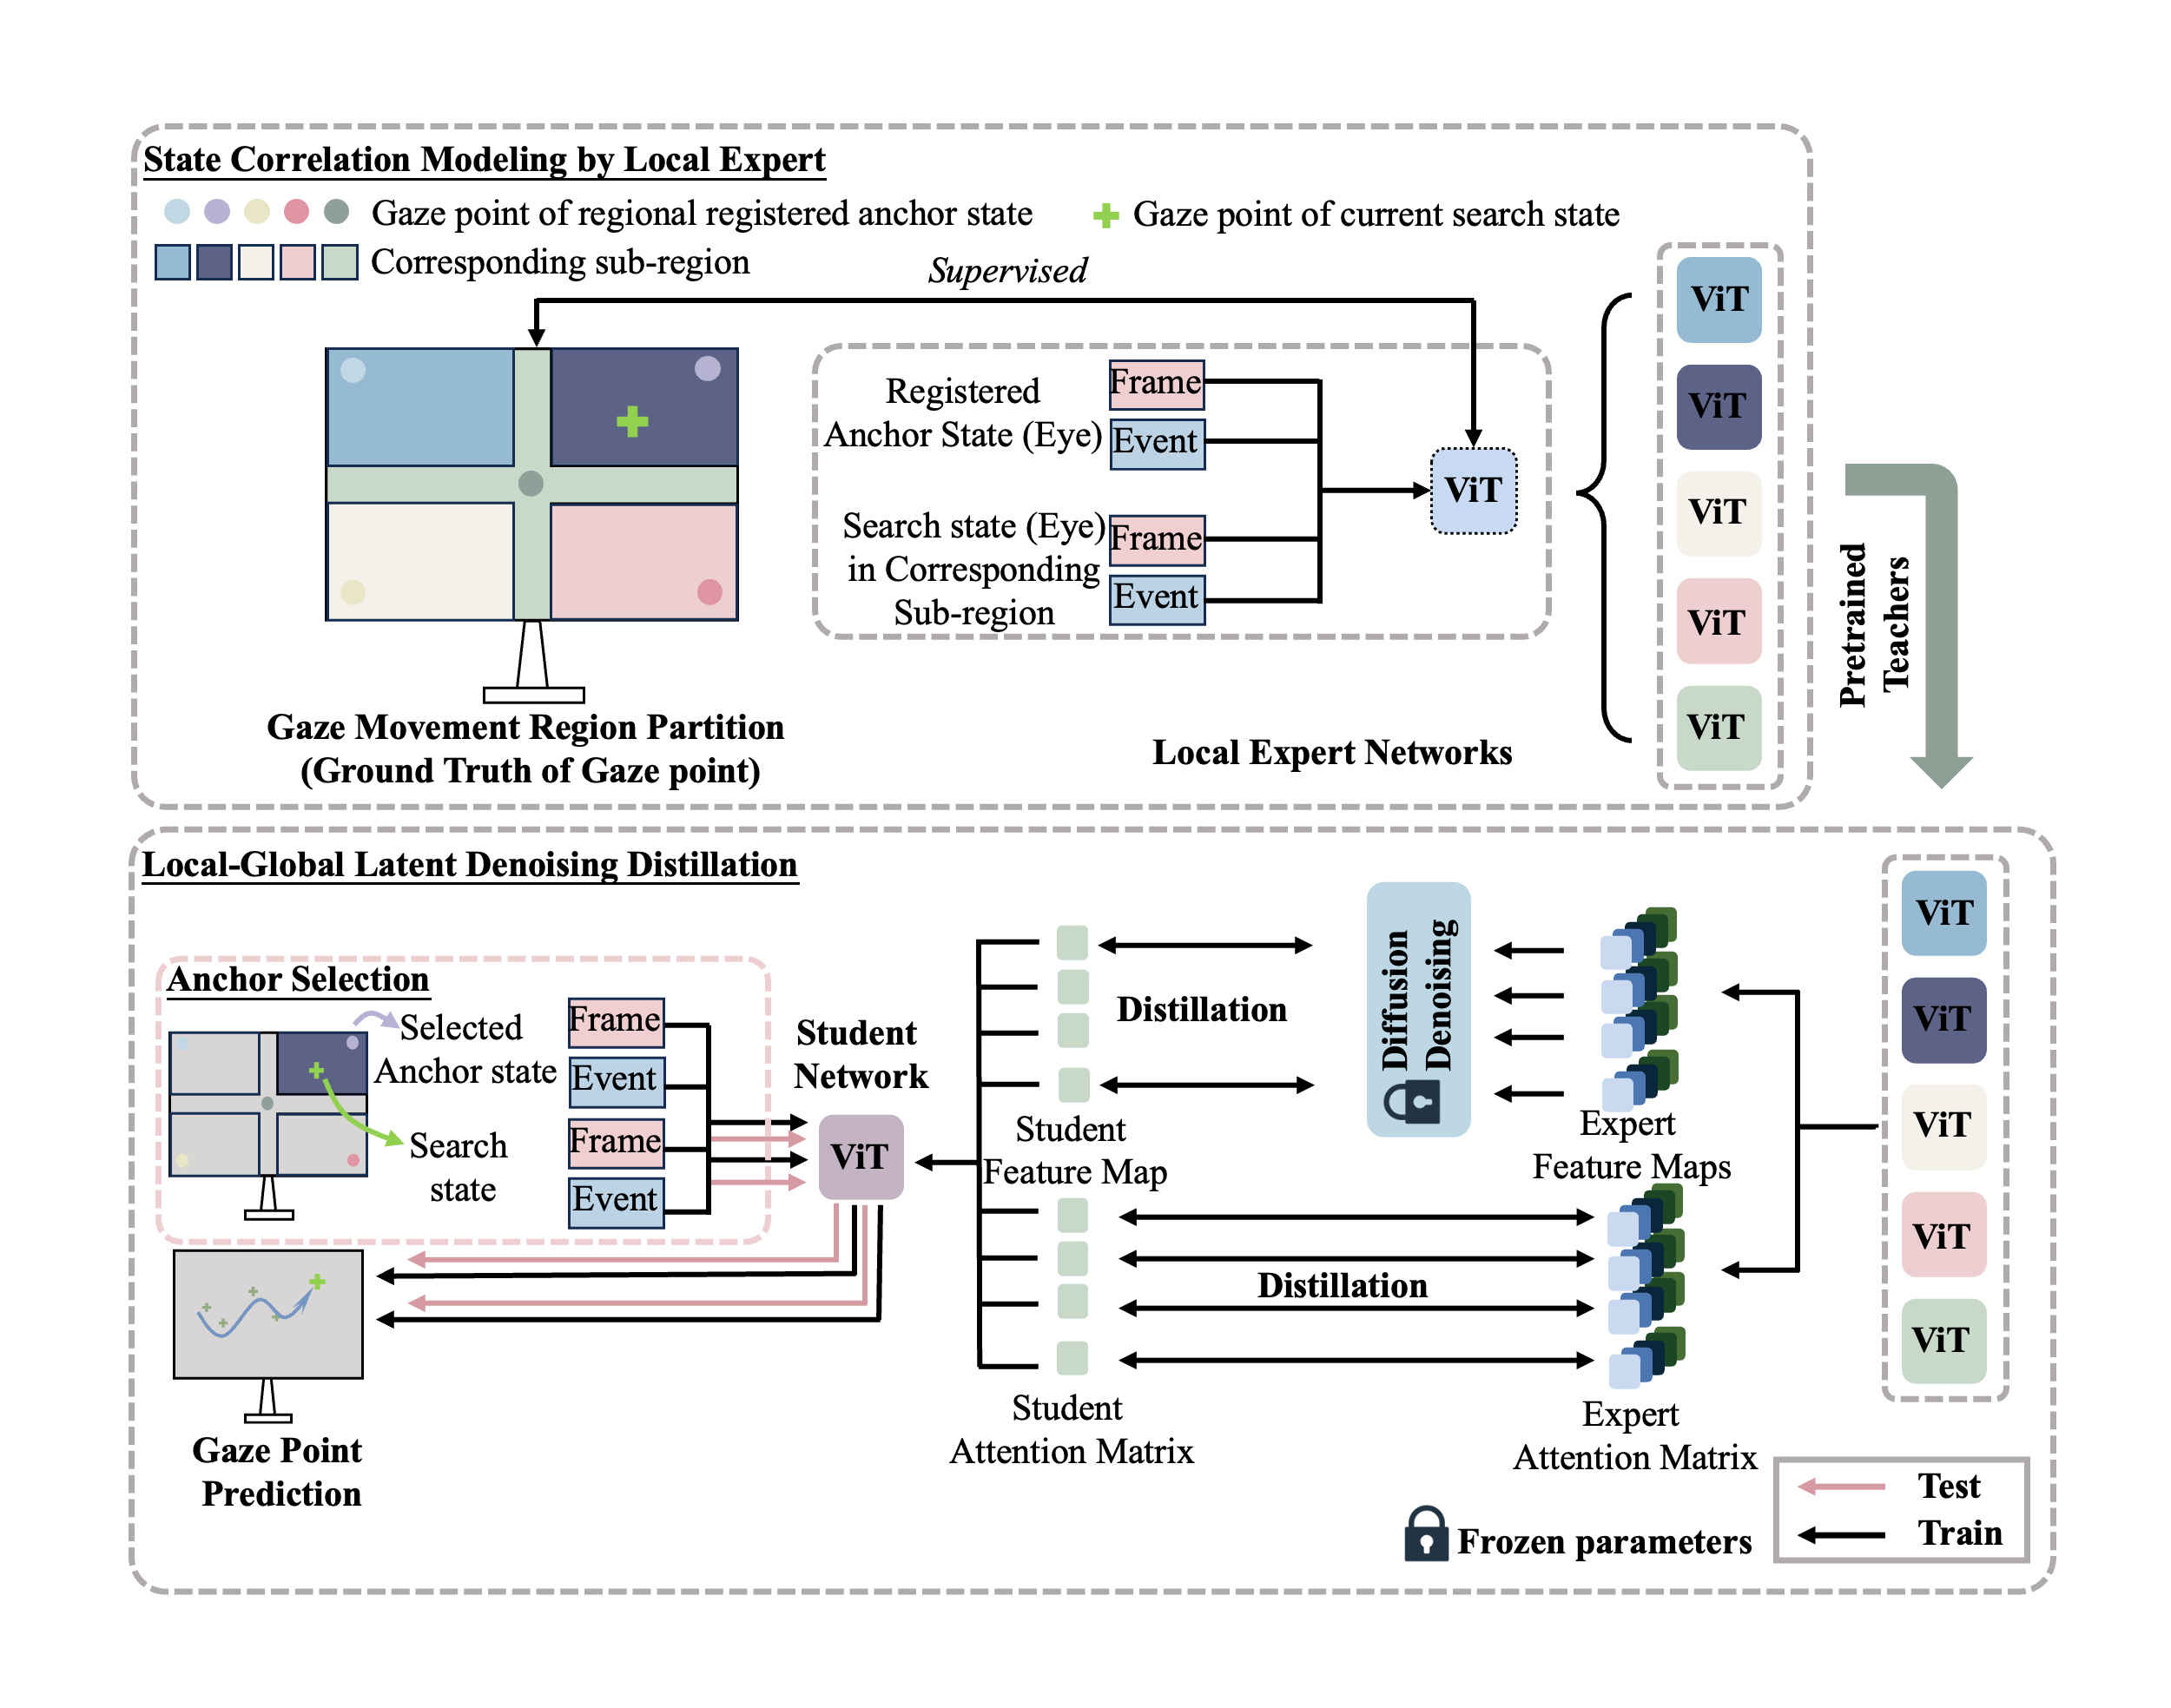 State Correlation Modeling by Local Expert
Gaze point of regional registered anchor state
Gaze point of current search state
Corresponding sub-region
Supervised
Registered
Anchor State (Eye)
Frame
Event
Search state (Eye)
in Corresponding
Sub-region
Frame
Event
ViT
ViT
ViT
ViT
ViT
ViT
Gaze Movement Region Partition
(Ground Truth of Gaze point)
Local Expert Networks
Pretrained
Teachers
Local-Global Latent Denoising Distillation
Anchor Selection
Selected
Anchor state
Search
state
Frame
Event
Frame
Event
Student
Network
ViT
Gaze Point
Prediction
Distillation
Student
Feature Map
Diffusion
Denoising
Expert
Feature Maps
Distillation
Student
Attention Matrix
Expert
Attention Matrix
ViT
ViT
ViT
ViT
ViT
Frozen parameters
Test
Train